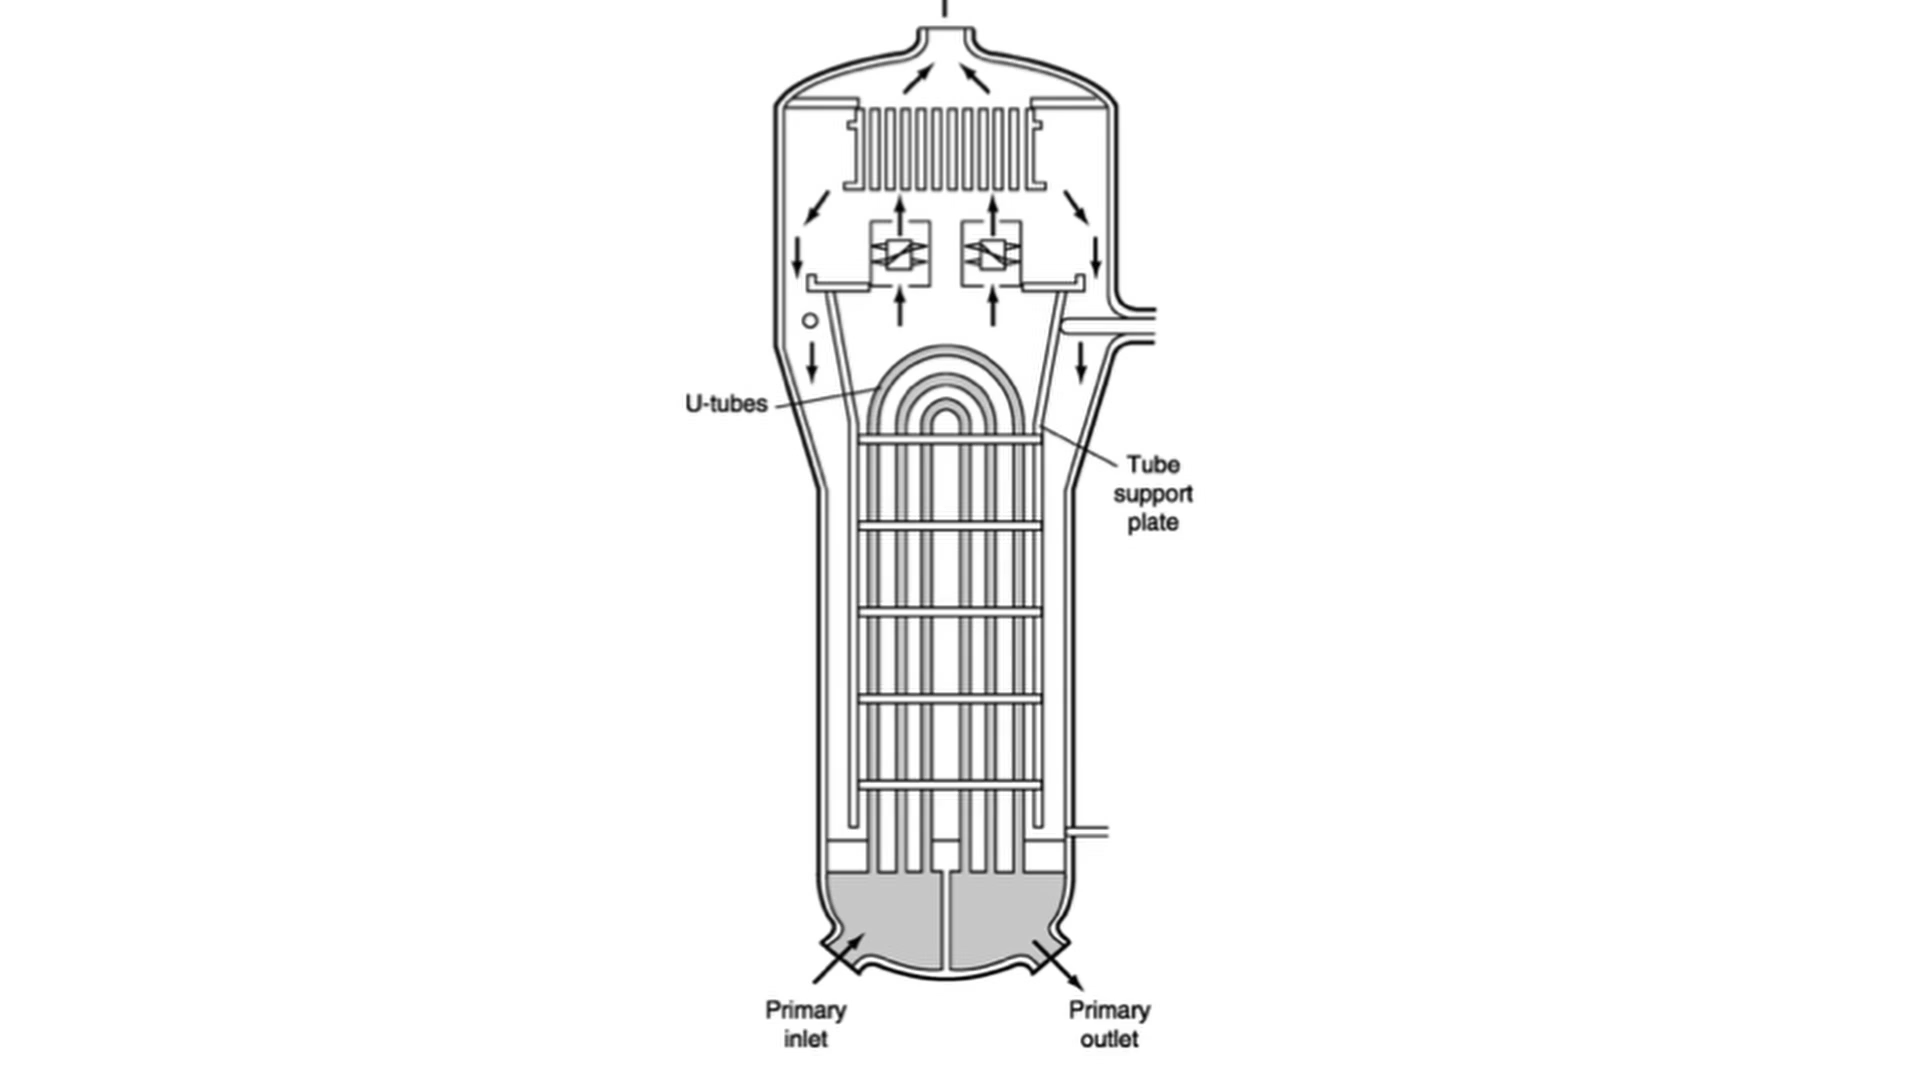 U-tubes
Tube
support
plate
Primary
inlet
Primary
outlet